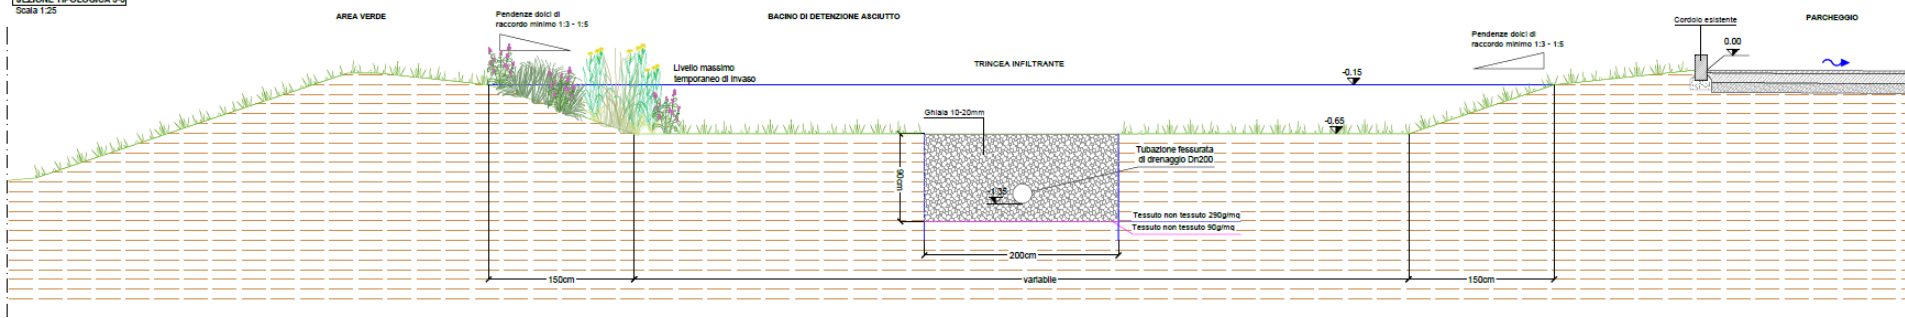 SEZIONE TIPOLOGICA
Scala 1:25
AREA VERDE
Pendenze dolci di
raccordo minimo 1:3 - 1:5
BACINO DI DETENZIONE ASCIUTTO
Cordolo esistente
PARCHEGGIO
Pendenze dolci di
raccordo minimo 1:3 - 1:5
0.00
Livello massimo
temporaneo di invaso
TRINCEA INFILTRANTE
-0.15
Ghiaia 10-20mm
-0.65
Tubazione fessurata
di drenaggio Dn200
90cm
-1.35
Tessuto non tessuto 290g/mq
Tessuto non tessuto 90g/mq
200cm
150cm
variabile
150cm